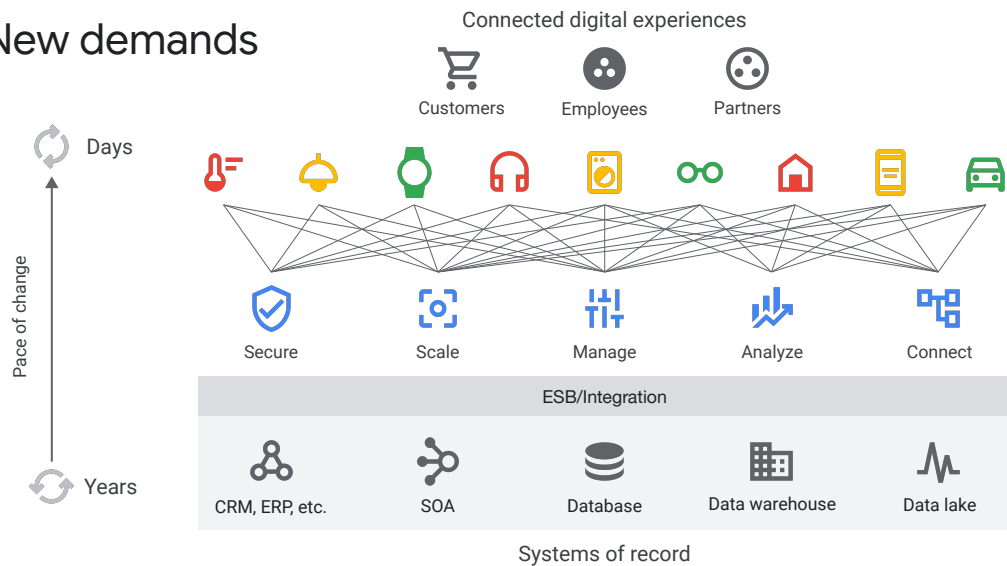 New demands
Connected digital experiences
Customers
Employees
Partners
Days
Pace of change
Secure
Scale
Manage
Analyze
Connect
ESB/Integration
Years
CRM, ERP, etc.
SOA
Database
Data warehouse
Data lake
Systems of record